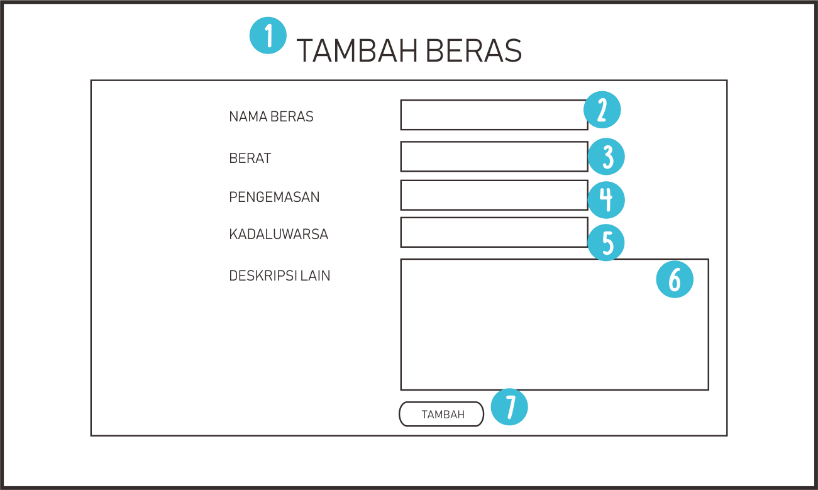 1 TAMBAH BERAS
NAMA BERAS 2
BERAT 3
PENGEMASAN 4
KADALUWARSA 5
DESKRIPSI LAIN 6
TAMBAH 7